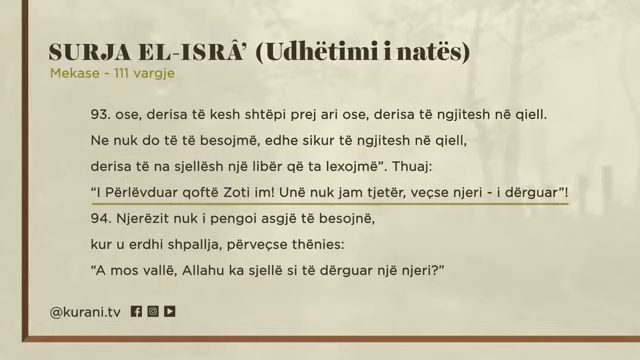 SURJA EL-ISRÂ’ (Udhëtimi i natës)
Mekase - 111 vargje
93. ose, derisa të kesh shtëpi prej ari ose, derisa të ngjitesh në qiell.
Ne nuk do të të besojmë, edhe sikur të ngjitesh në qiell,
derisa të na sjellësh një libër që ta lexojmë”. Thuaj:
“I Përlëvduar qoftë Zoti im! Unë nuk jam tjetër, veçse njeri - i dërguar”!
94. Njerëzit nuk i pengoi asgjë të besojnë,
kur u erdhi shpallja, përveçse thënies:
“A mos vallë, Allahu ka sjellë si të dërguar një njeri?”
@kurani.tv